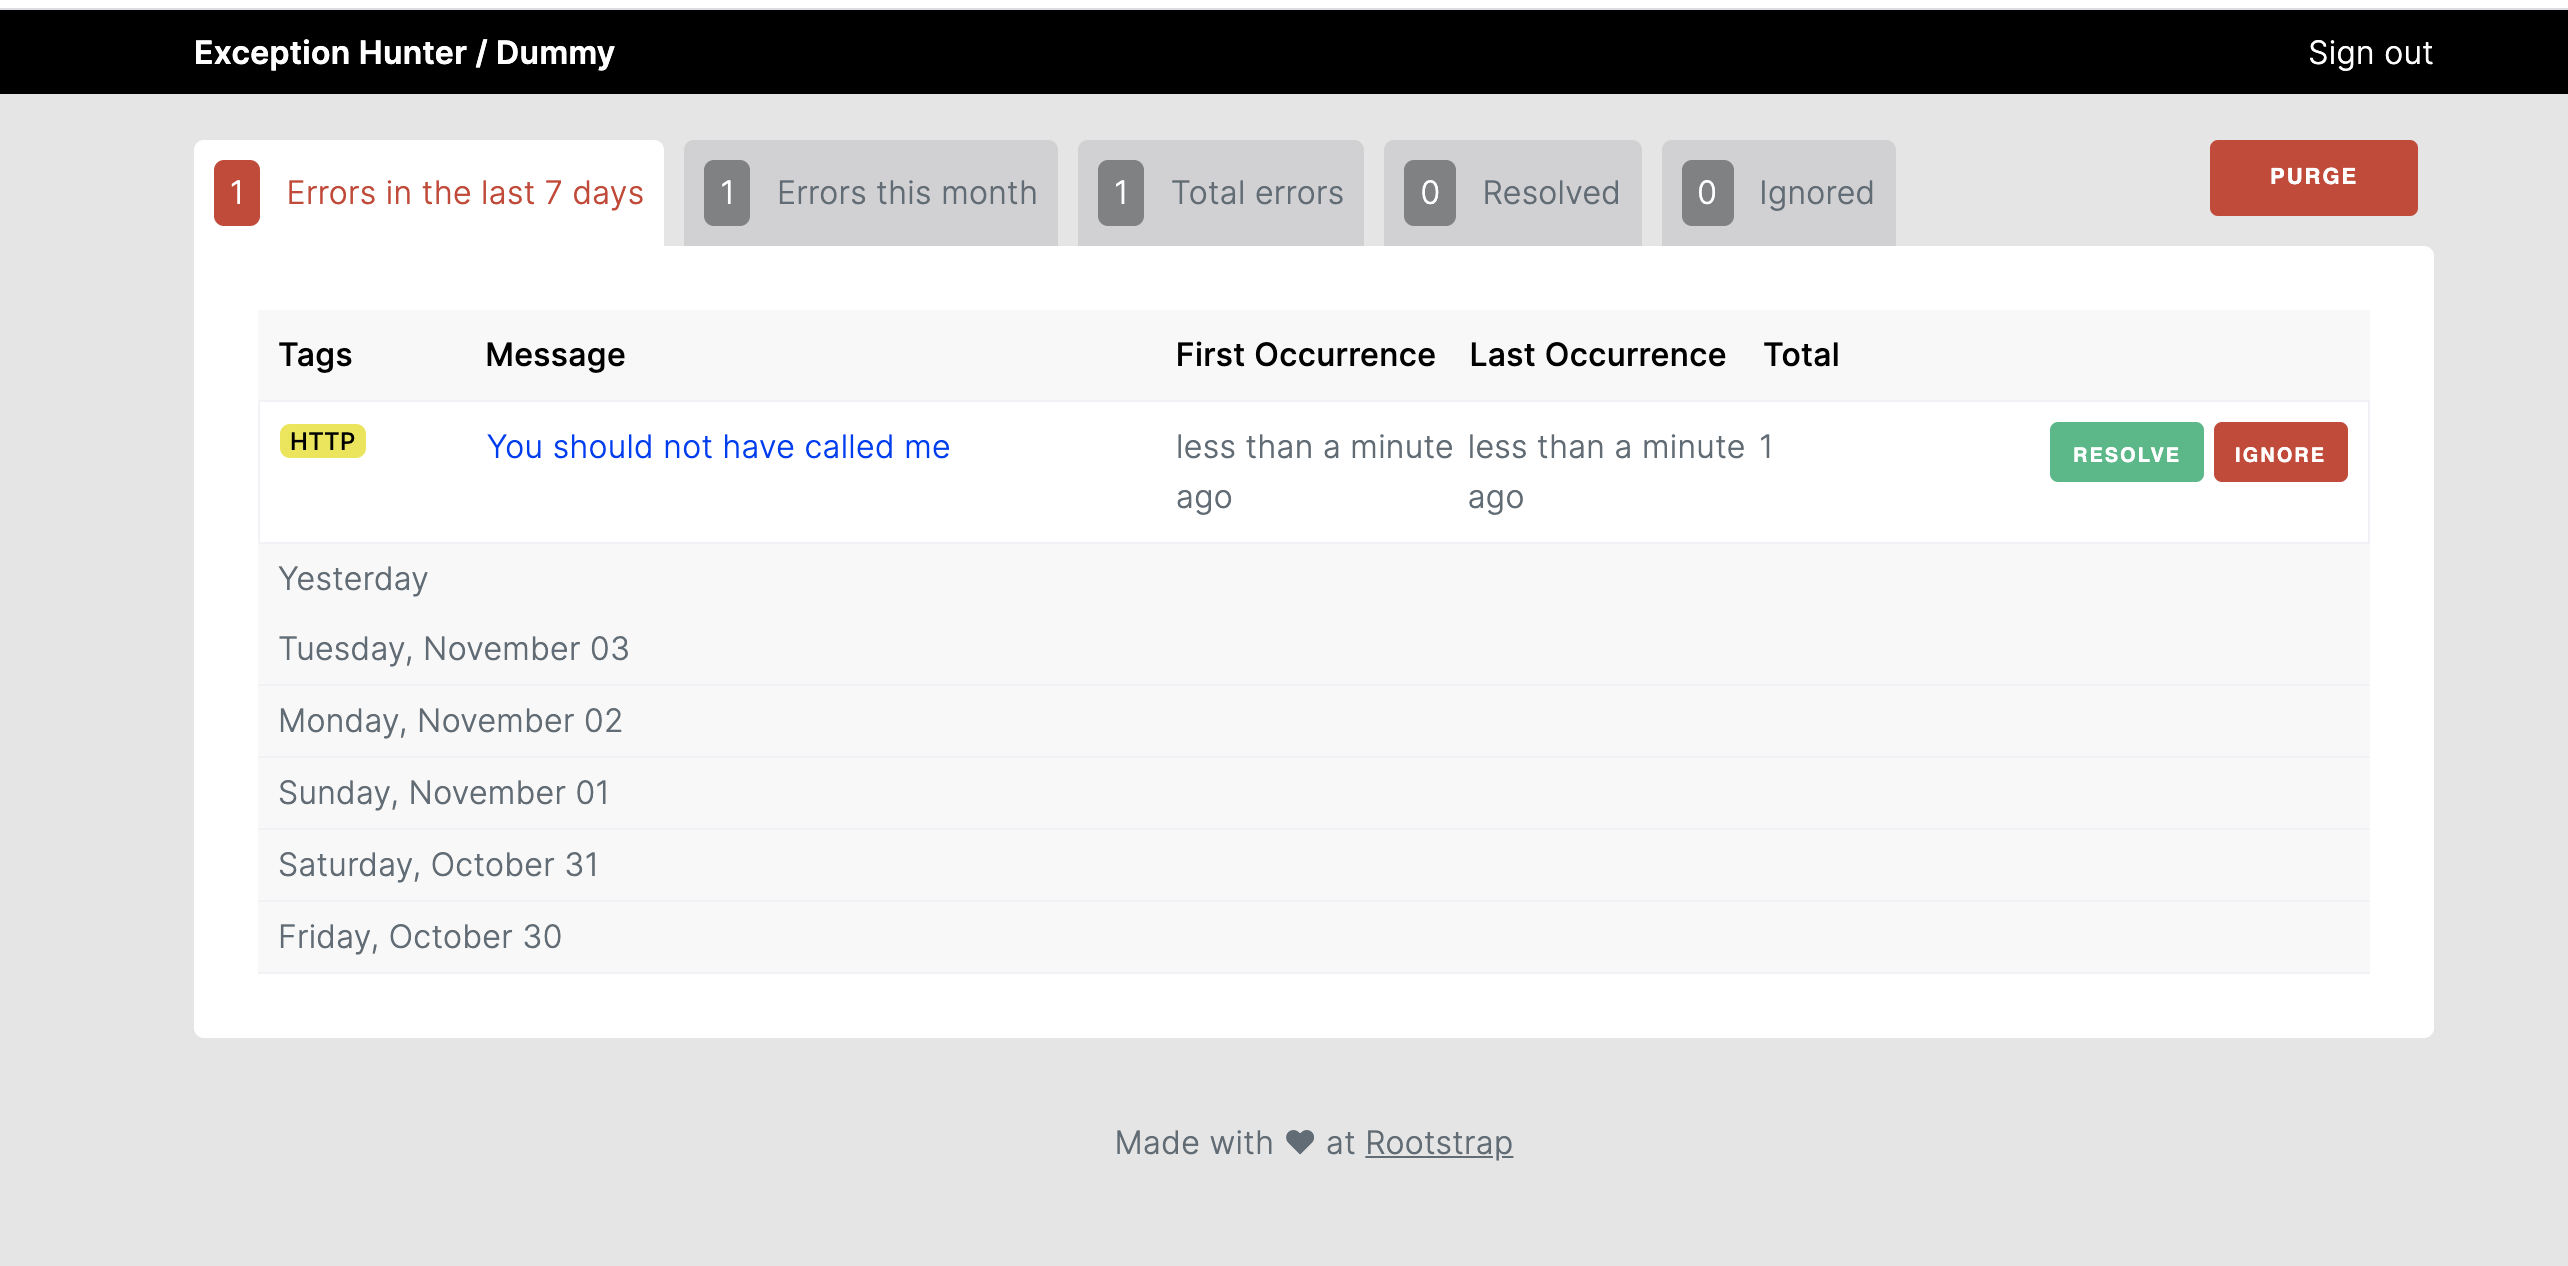 Exception Hunter / Dummy
Sign out
1 Errors in the last 7 days
1 Errors this month
1 Total errors
0 Resolved
0 Ignored
PURGE
Tags Message First Occurrence Last Occurrence Total
HTTP
You should not have called me
less than a minute ago
less than a minute ago
1
RESOLVE
IGNORE
Yesterday
Tuesday, November 03
Monday, November 02
Sunday, November 01
Saturday, October 31
Friday, October 30
Made with ♥ at Rootstrap